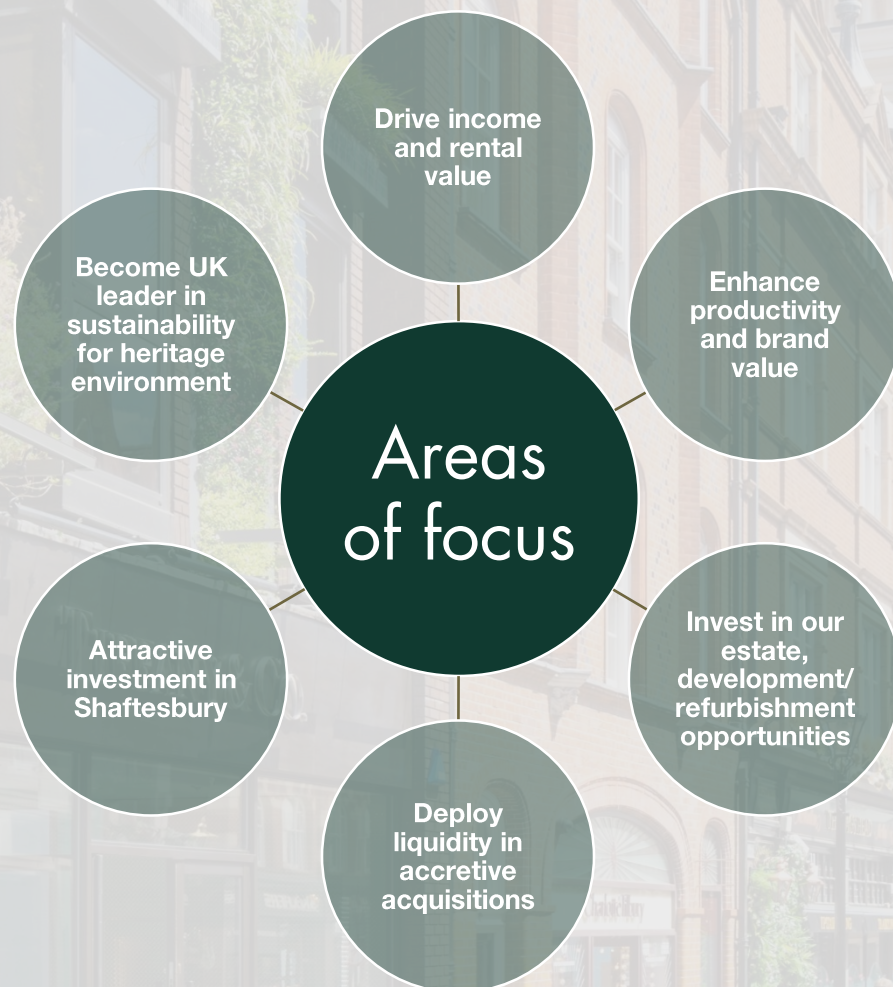 Drive income
and rental
value
Enhance
productivity
and brand
value
Invest in our
estate,
development/
refurbishment
opportunities
Deploy
liquidity in
accretive
acquisitions
Attractive
investment in
Shaftesbury
Become UK
leader in
sustainability
for heritage
environment
Areas
of focus